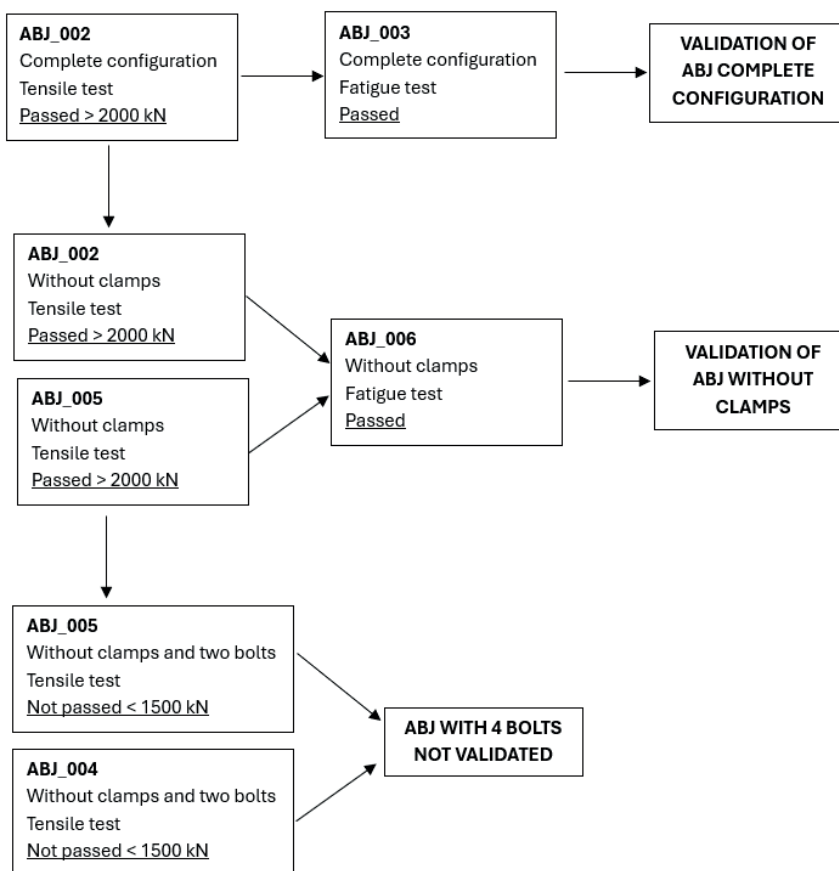 ABJ_002
Complete configuration
Tensile test
Passed > 2000 kN
ABJ_003
Complete configuration
Fatigue test
Passed
VALIDATION OF
ABJ COMPLETE
CONFIGURATION
ABJ_002
Without clamps
Tensile test
Passed > 2000 kN
ABJ_005
Without clamps
Tensile test
Passed > 2000 kN
ABJ_006
Without clamps
Fatigue test
Passed
VALIDATION OF
ABJ WITHOUT
CLAMPS
ABJ_005
Without clamps and two bolts
Tensile test
Not passed < 1500 kN
ABJ_004
Without clamps and two bolts
Tensile test
Not passed < 1500 kN
ABJ WITH 4 BOLTS
NOT VALIDATED